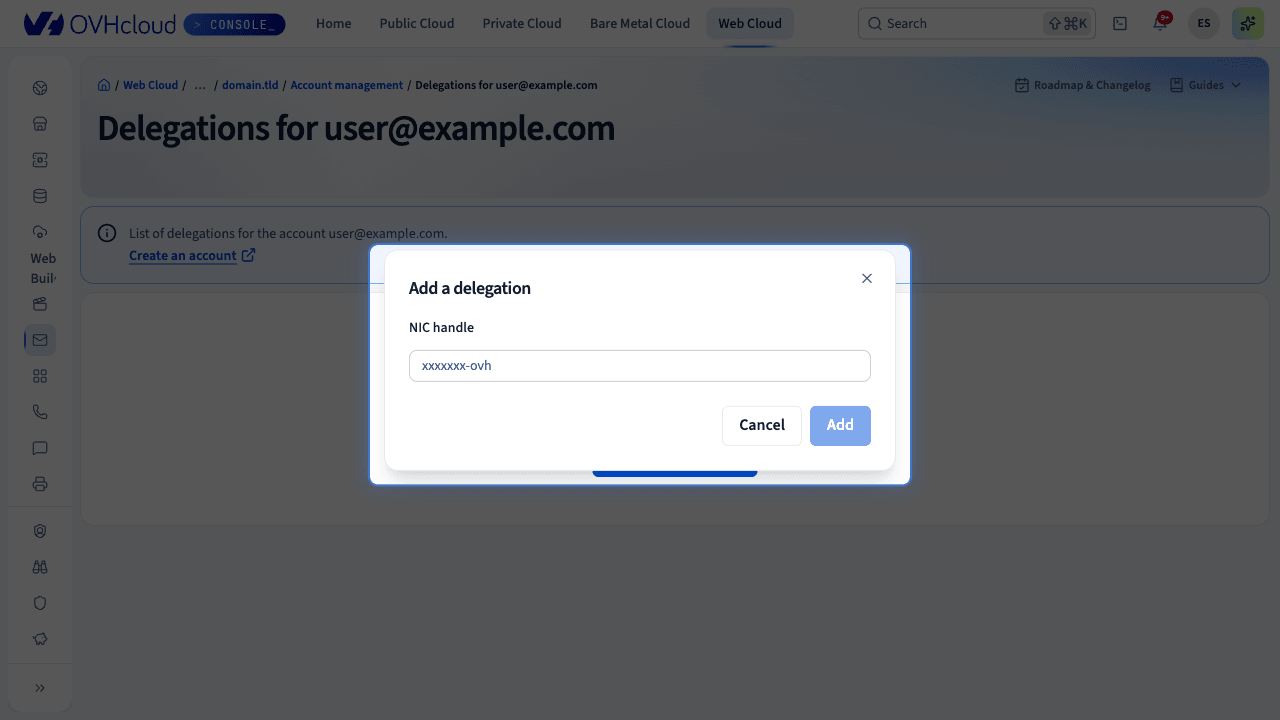 OVHcloud > CONSOLE_ Home Public Cloud Private Cloud Bare Metal Cloud Web Cloud Search ⇧⌘K 9+ ES
/ Web Cloud / ... / domain.tld / Account management / Delegations for user@example.com Roadmap & Changelog Guides
Delegations for user@example.com
List of delegations for the account user@example.com.
Create an account
Web
Buil
Add a delegation
NIC handle
xxxxxxx-ovh
Cancel Add